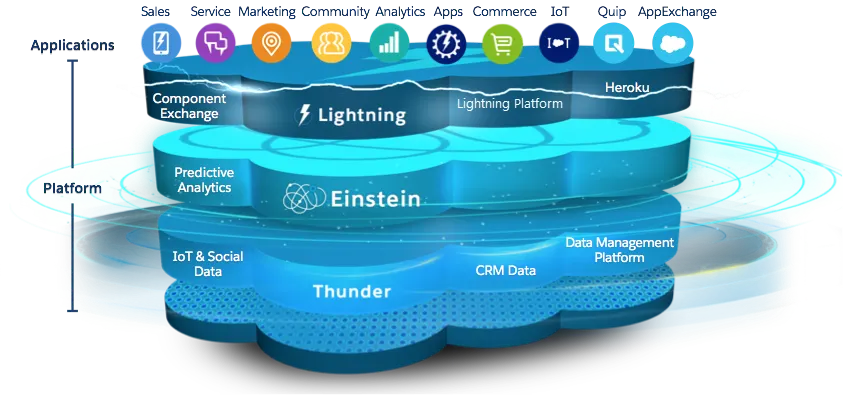 Sales Service Marketing Community Analytics Apps Commerce IoT Quip AppExchange
Applications
I T
Heroku
Component
Exchange
Lightning
Lightning Platform
Platform
Predictive
Analytics
Einstein
IoT & Social
Data
Thunder
CRM Data
Data Management
Platform